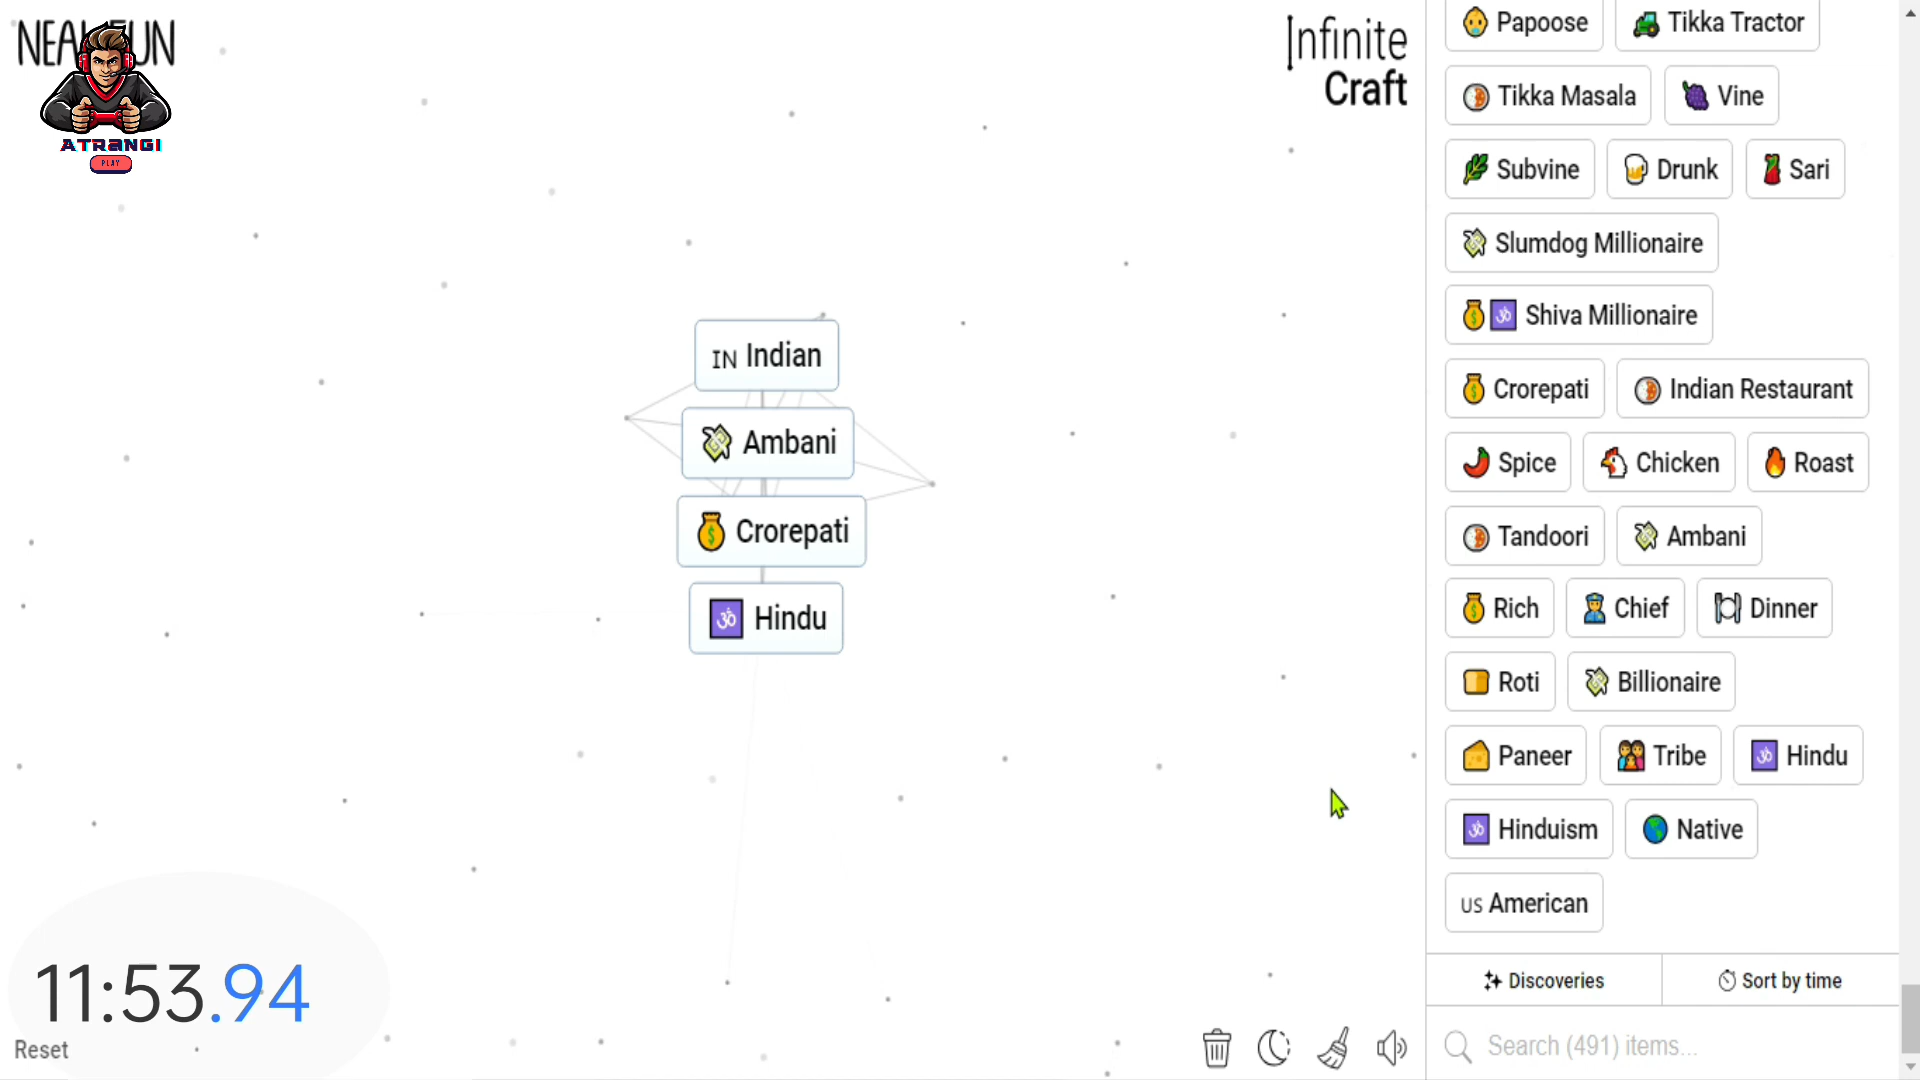 NEAL.FUN
ATRANGI
PLAY
Infinite
Craft
IN Indian
Ambani
Crorepati
ॐ Hindu
Papoose
Tikka Tractor
Tikka Masala
Vine
Subvine
Drunk
Sari
Slumdog Millionaire
ॐ Shiva Millionaire
Crorepati
Indian Restaurant
Spice
Chicken
Roast
Tandoori
Ambani
Rich
Chief
Dinner
Roti
Billionaire
Paneer
Tribe
ॐ Hindu
ॐ Hinduism
Native
US American
Discoveries
Sort by time
Search (491) items...
11:53.94
Reset